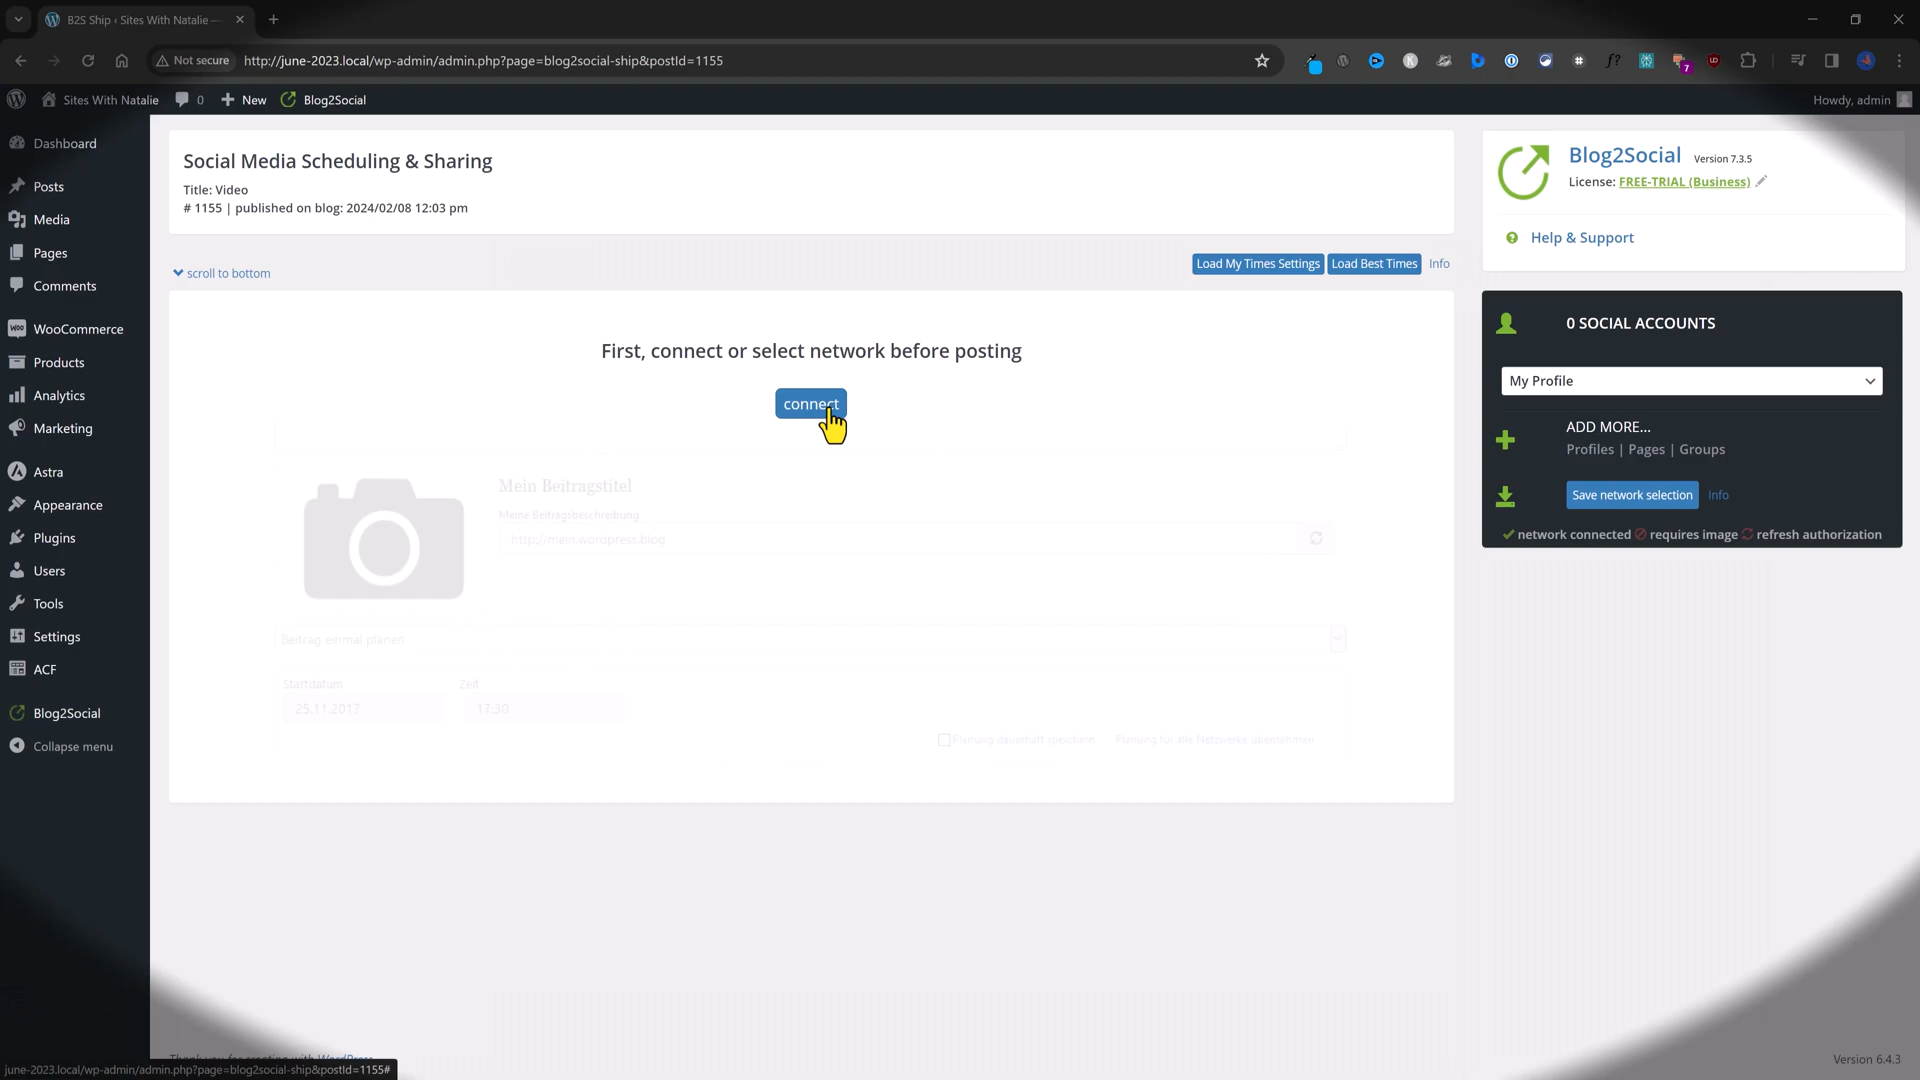 B2S Ship ‹ Sites With Natalie —
Not secure
http://june-2023.local/wp-admin/admin.php?page=blog2social-ship&postId=1155
7
Sites With Natalie
0
New
Blog2Social
Howdy, admin
Dashboard
Posts
Media
Pages
Comments
WooCommerce
Products
Analytics
Marketing
Astra
Appearance
Plugins
Users
Tools
Settings
ACF
Blog2Social
Collapse menu
Social Media Scheduling & Sharing
Title: Video
# 1155 | published on blog: 2024/02/08 12:03 pm
scroll to bottom
Load My Times Settings
Load Best Times
Info
First, connect or select network before posting
connect
Mein Beitragstitel
Meine Beitragsbeschreibung
http://mein.wordpress.blog
Beitrag einmal planen
Startdatum
Zeit
25.11.2017
17:30
Planung dauerhaft speichern
Planung für alle Netzwerke übernehmen
Blog2Social Version 7.3.5
License: FREE-TRIAL (Business)
Help & Support
0 SOCIAL ACCOUNTS
My Profile
ADD MORE...
Profiles | Pages | Groups
Save network selection
Info
network connected requires image refresh authorization
Thank you for creating with WordPress
june-2023.local/wp-admin/admin.php?page=blog2social-ship&postId=1155#
Version 6.4.3